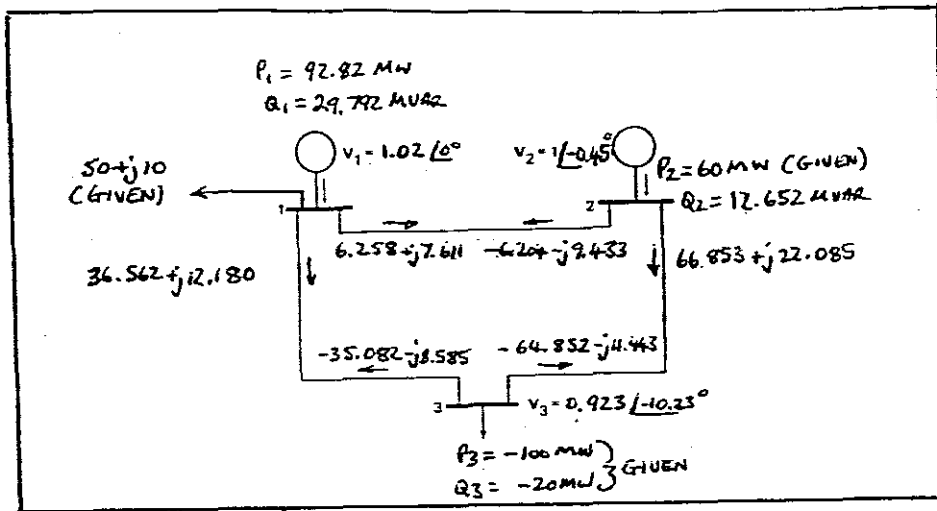 P₁ = 92.82 MW
Q₁ = 29.792 MVAR
50+j10
(GIVEN)
V₁ = 1.02 /0°
V₂ = 1/-0.45°
P₂ = 60 MW (GIVEN)
Q₂ = 12.652 MVAR
1
2
6.258+j7.611
-6.204-j9.433
66.853+j22.085
36.562+j12.180
-35.082-j8.585
-64.852-j4.443
3
V₃ = 0.923 /-10.23°
P₃ = -100 MW
Q₃ = -20MW
} GIVEN